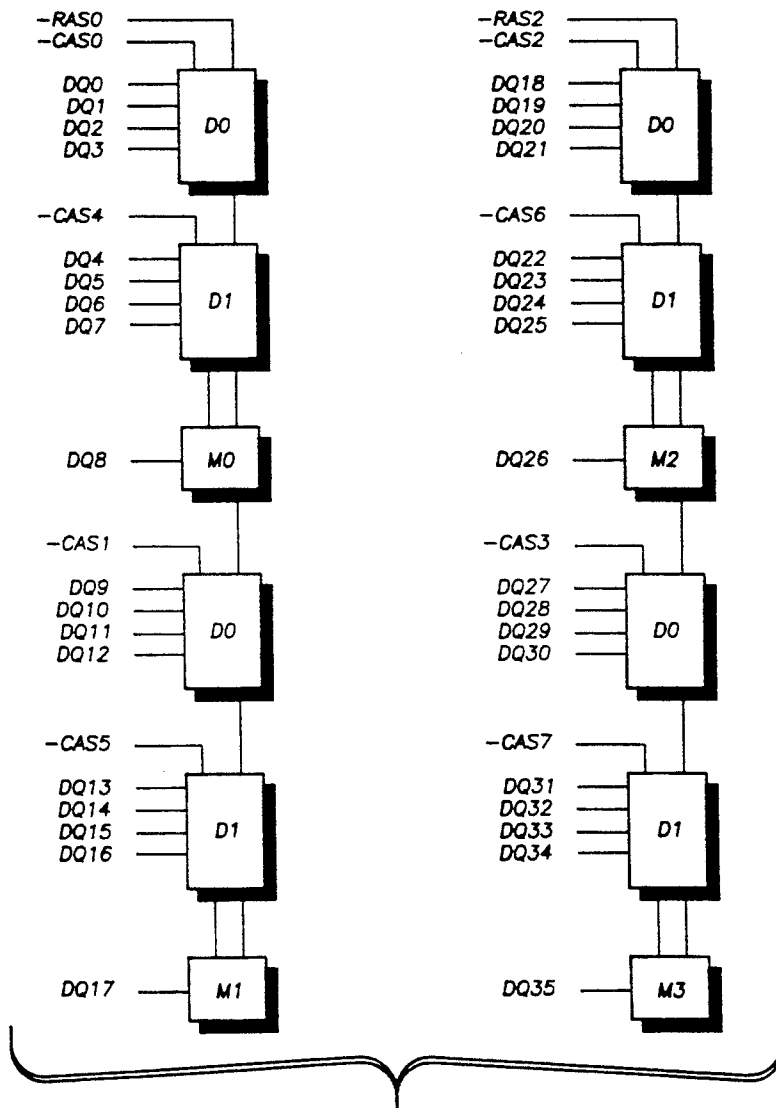 -RAS0
-CAS0
DQ0
DQ1
DQ2
DQ3
D0
-CAS4
DQ4
DQ5
DQ6
DQ7
D1
DQ8
M0
-CAS1
DQ9
DQ10
DQ11
DQ12
D0
-CAS5
DQ13
DQ14
DQ15
DQ16
D1
DQ17
M1
-RAS2
-CAS2
DQ18
DQ19
DQ20
DQ21
D0
-CAS6
DQ22
DQ23
DQ24
DQ25
D1
DQ26
M2
-CAS3
DQ27
DQ28
DQ29
DQ30
D0
-CAS7
DQ31
DQ32
DQ33
DQ34
D1
DQ35
M3